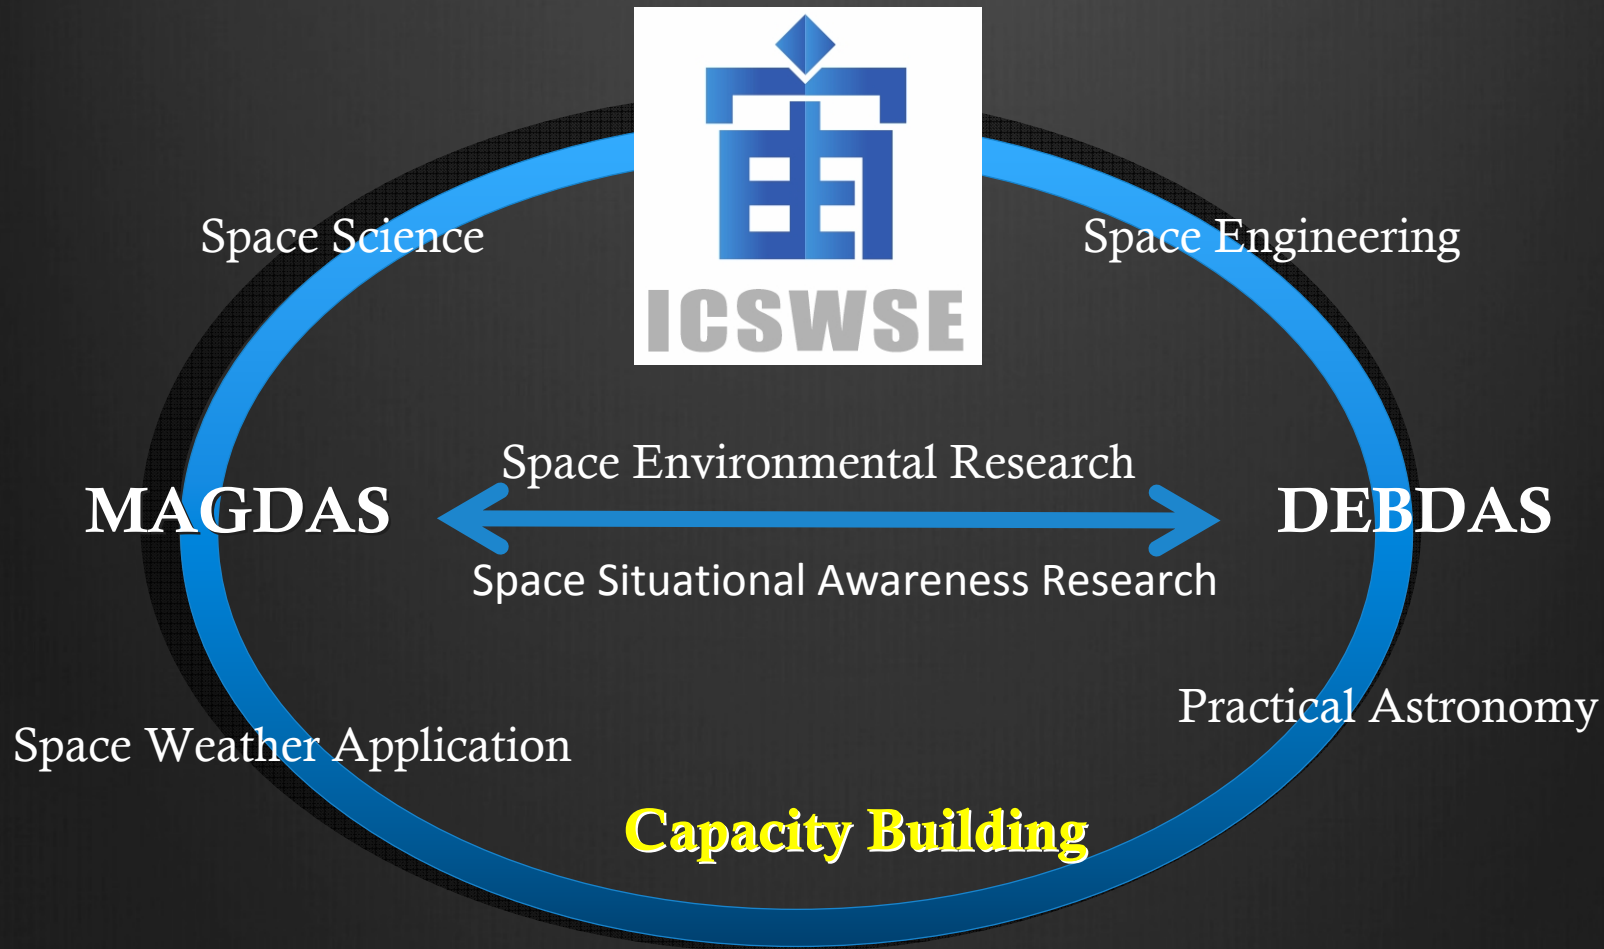 宙
ICSWSE
Space Science
Space Engineering
Space Environmental Research
MAGDAS
DEBDAS
Space Situational Awareness Research
Practical Astronomy
Space Weather Application
Capacity Building